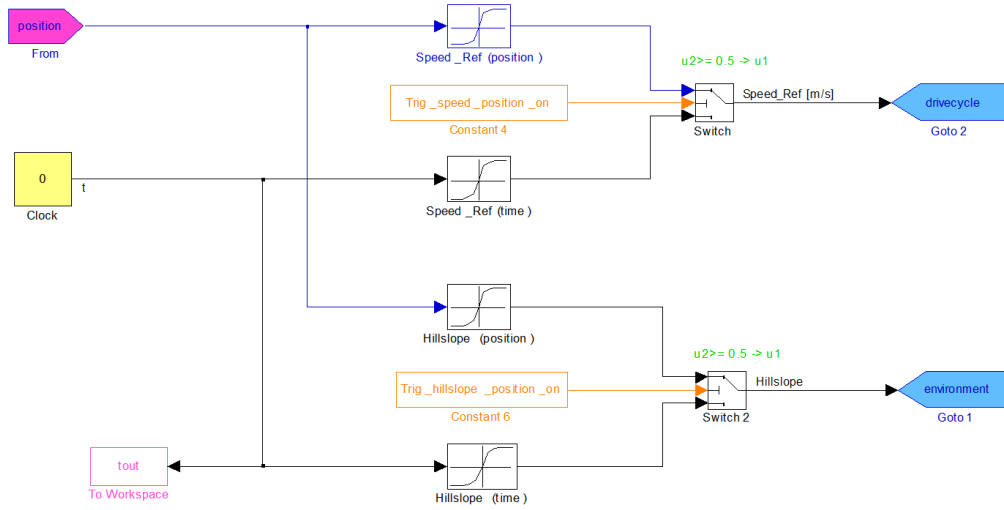 position
From
Speed _Ref (position )
u2>= 0.5 -> u1
Trig _speed _position _on
Constant 4
Speed_Ref [m/s]
Switch
drivecycle
Goto 2
0
t
Clock
Speed _Ref (time )
Hillslope (position )
u2>= 0.5 -> u1
Trig _hillslope _position _on
Constant 6
Hillslope
Switch 2
environment
Goto 1
tout
To Workspace
Hillslope (time )